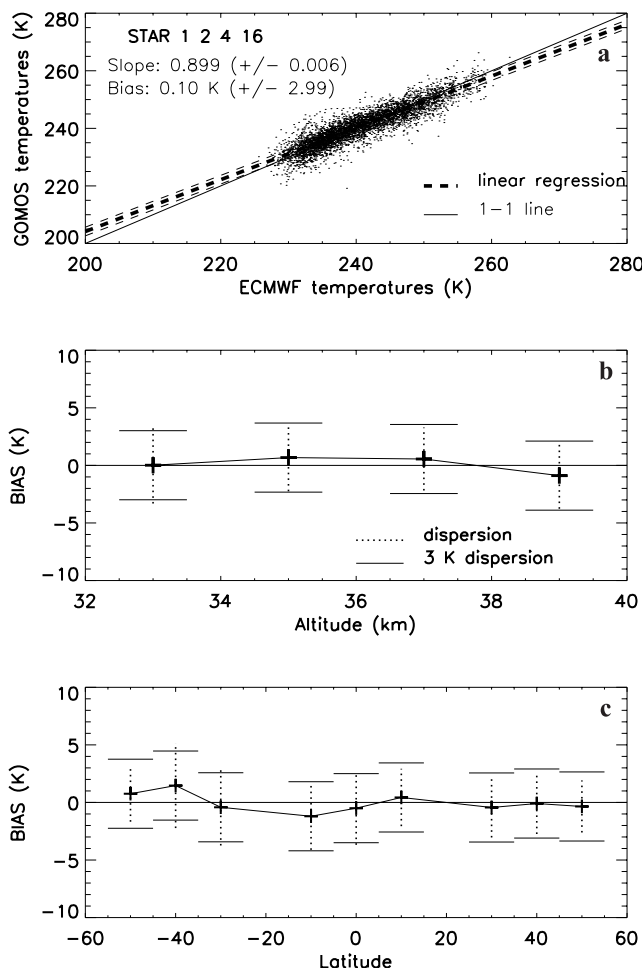 280
260
240
220
200
GOMOS temperatures (K)
STAR 1 2 4 16
Slope: 0.899 (+/- 0.006)
Bias: 0.10 K (+/- 2.99)
a
linear regression
1-1 line
200 220 240 260 280
ECMWF temperatures (K)
10
5
0
-5
-10
BIAS (K)
b
dispersion
3 K dispersion
32 34 36 38 40
Altitude (km)
10
5
0
-5
-10
BIAS (K)
c
-60 -40 -20 0 20 40 60
Latitude